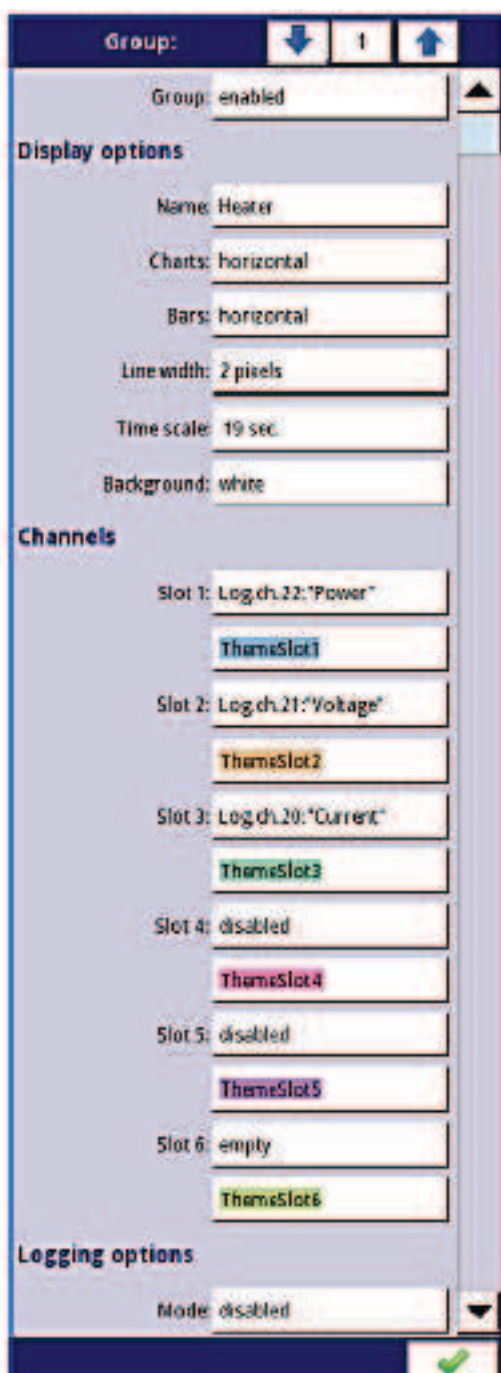 Group: 1
Group: enabled
Display options
Name: Heater
Charts: horizontal
Bars: horizontal
Line width: 2 pixels
Time scale: 19 sec.
Background: white
Channels
Slot 1: Log.ch.22:"Power"
ThemeSlot1
Slot 2: Log.ch.21:"Voltage"
ThemeSlot2
Slot 3: Log.ch.20:"Current"
ThemeSlot3
Slot 4: disabled
ThemeSlot4
Slot 5: disabled
ThemeSlot5
Slot 6: empty
ThemeSlot6
Logging options
Mode: disabled